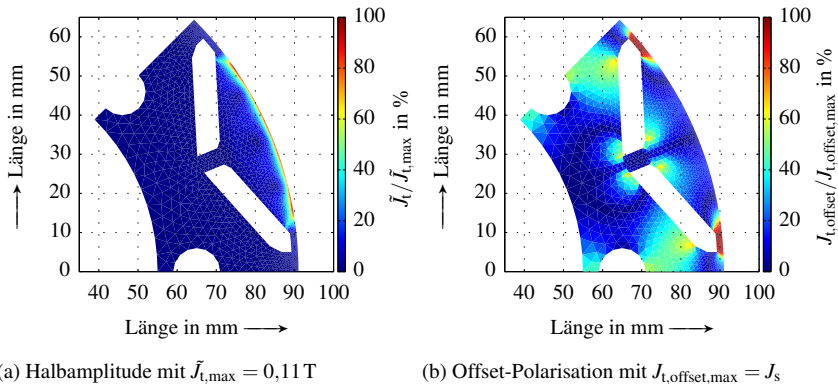 60
50
40
30
20
10
0
40 50 60 70 80 90 100
Länge in mm
Länge in mm
100
80
60
40
20
0
J̃t/J̃t,max in %
60
50
40
30
20
10
0
40 50 60 70 80 90 100
Länge in mm
Länge in mm
100
80
60
40
20
0
Jt,offset/Jt,offset,max in %
a) Halbamplitude mit J̃t,max = 0,11 T
(b) Offset-Polarisation mit Jt,offset,max = Js